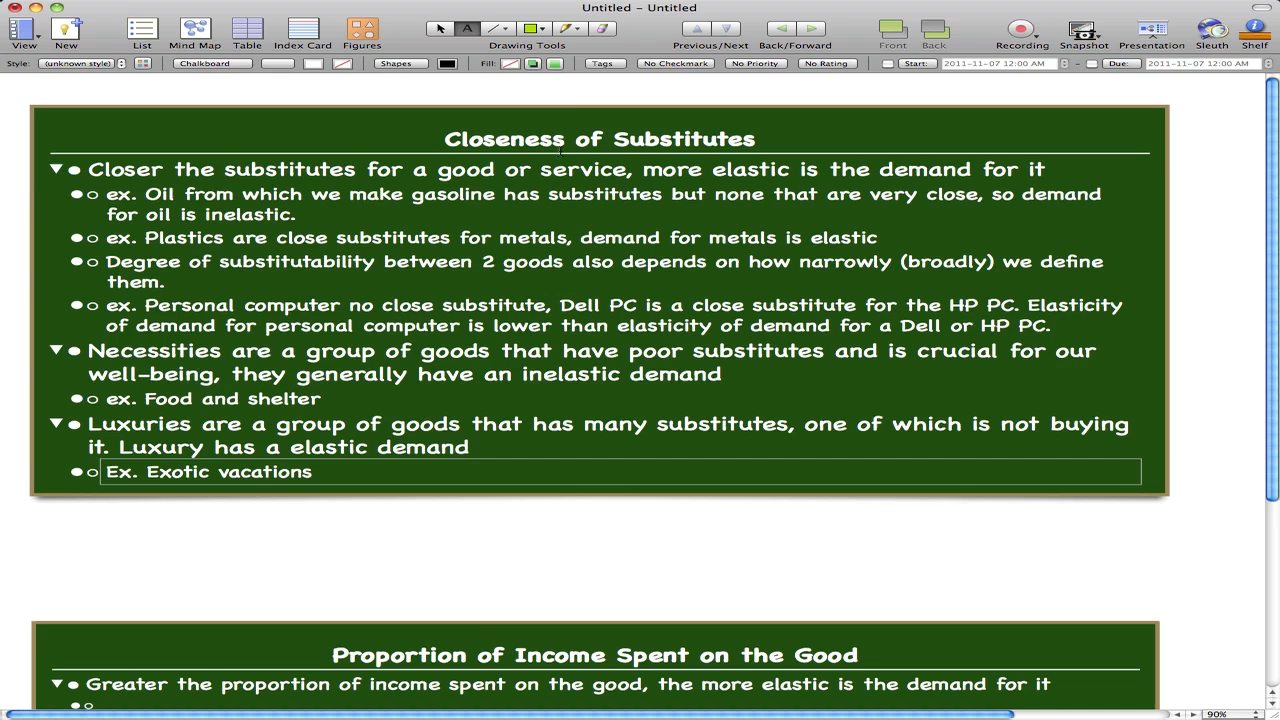 Untitled – Untitled
View
New
List
Mind Map
Table
Index Card
Figures
Drawing Tools
Previous/Next
Back/Forward
Front
Back
Recording
Snapshot
Presentation
Sleuth
Shelf
Style:
(unknown style)
Chalkboard
Shapes
Fill:
Tags
No Checkmark
No Priority
No Rating
Start:
2011-11-07 12:00 AM
-
Due:
2011-11-07 12:00 AM
Closeness of Substitutes
Closer the substitutes for a good or service, more elastic is the demand for it
ex. Oil from which we make gasoline has substitutes but none that are very close, so demand
for oil is inelastic.
ex. Plastics are close substitutes for metals, demand for metals is elastic
Degree of substitutability between 2 goods also depends on how narrowly (broadly) we define
them.
ex. Personal computer no close substitute, Dell PC is a close substitute for the HP PC. Elasticity
of demand for personal computer is lower than elasticity of demand for a Dell or HP PC.
Necessities are a group of goods that have poor substitutes and is crucial for our
well-being, they generally have an inelastic demand
ex. Food and shelter
Luxuries are a group of goods that has many substitutes, one of which is not buying
it. Luxury has a elastic demand
Ex. Exotic vacations
Proportion of Income Spent on the Good
Greater the proportion of income spent on the good, the more elastic is the demand for it
90%